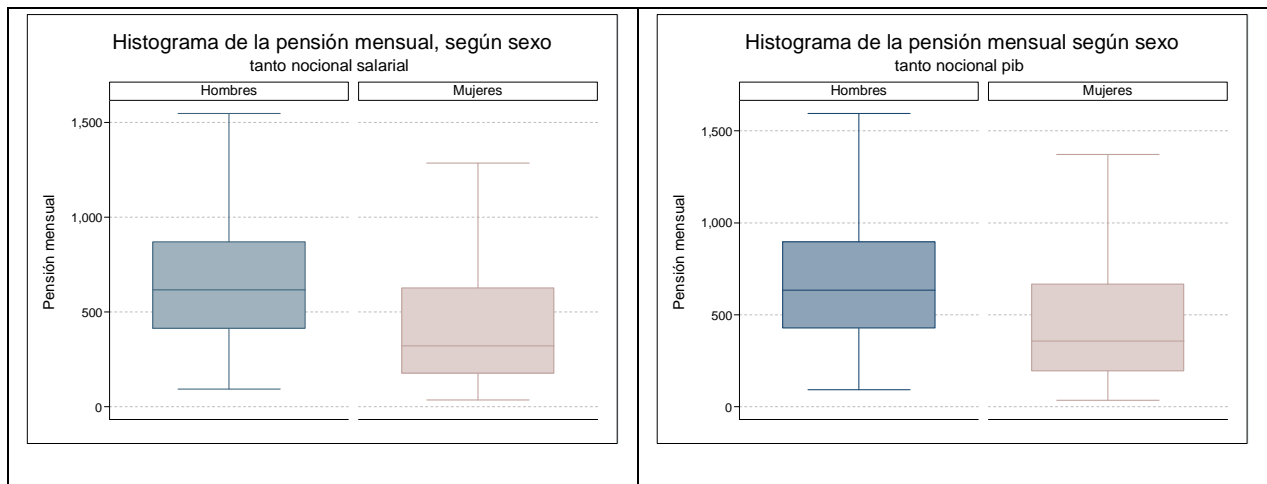 Histograma de la pensión mensual, según sexo
tanto nocional salarial
Hombres
Mujeres
1,500
1,000
500
0
Pensión mensual
Histograma de la pensión mensual según sexo
tanto nocional pib
Hombres
Mujeres
1,500
1,000
500
0
Pensión mensual